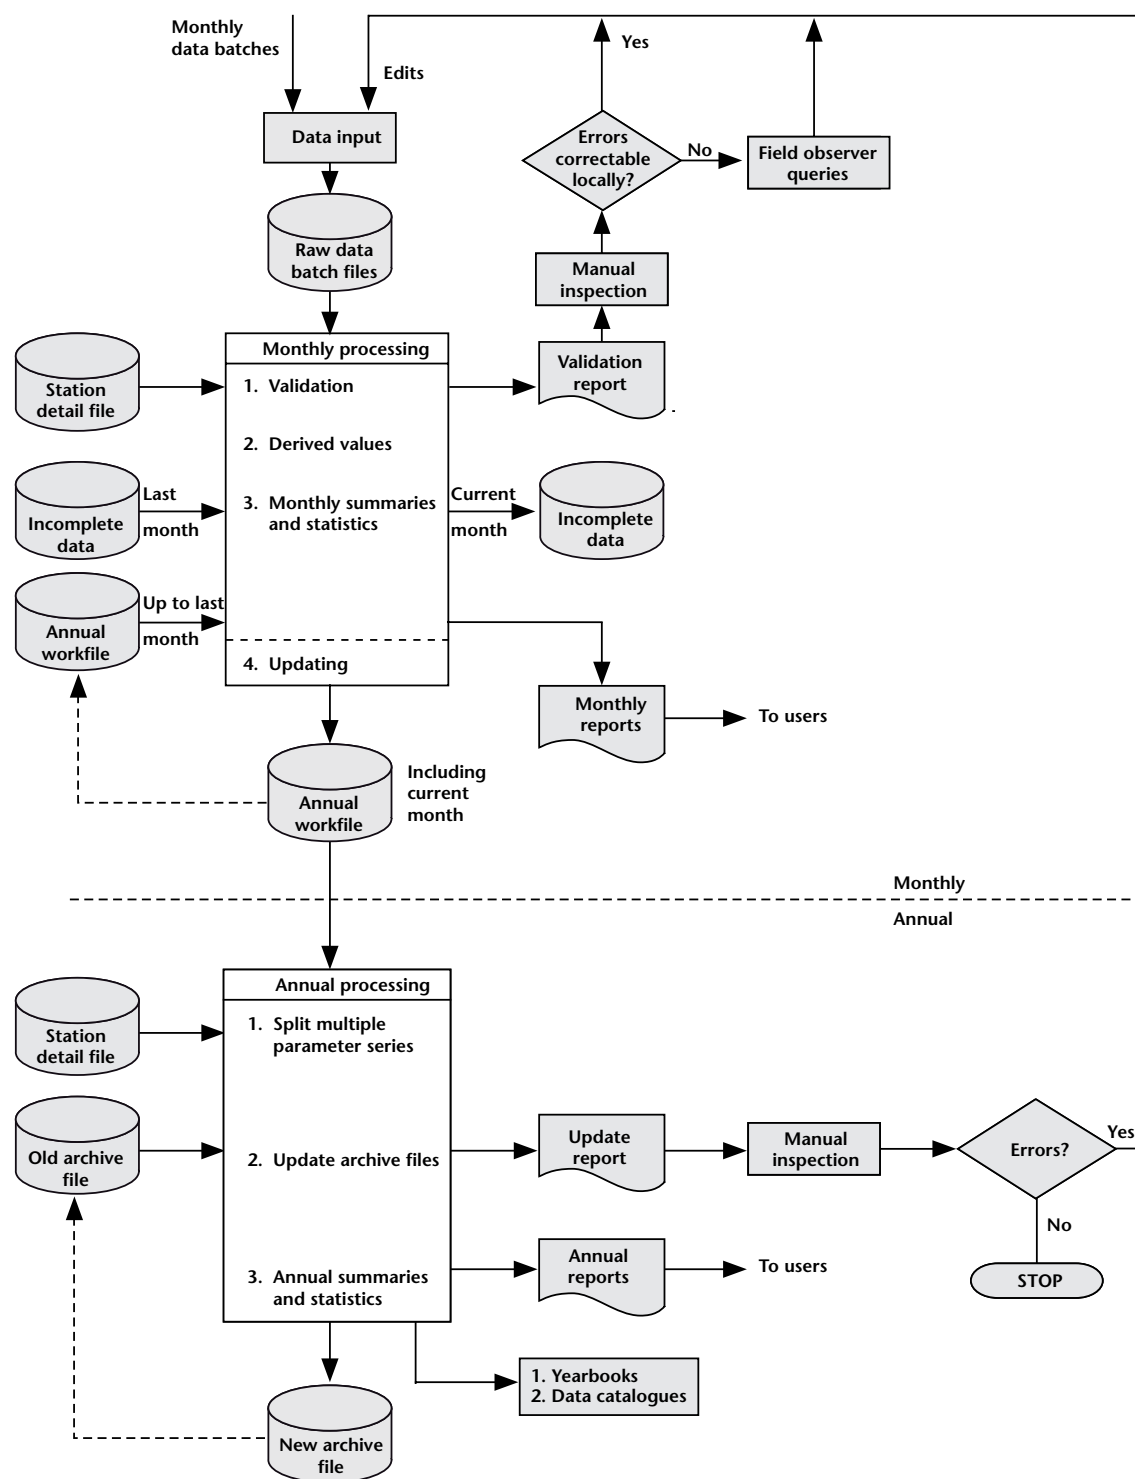 Monthly
data batches
Edits
Yes
Data input
Errors
correctable
locally?
No
Field observer
queries
Raw data
batch files
Manual
inspection
Monthly processing
Station
detail file
1. Validation
Validation
report
2. Derived values
Incomplete
data
Last
month
3. Monthly summaries
and statistics
Current
month
Incomplete
data
Annual
workfile
Up to last
month
4. Updating
Monthly
reports
To users
Annual
workfile
Including
current
month
Monthly
Annual
Annual processing
Station
detail file
1. Split multiple
parameter series
Old archive
file
2. Update archive files
Update
report
Manual
inspection
Errors?
Yes
No
STOP
3. Annual summaries
and statistics
Annual
reports
To users
1. Yearbooks
2. Data catalogues
New archive
file